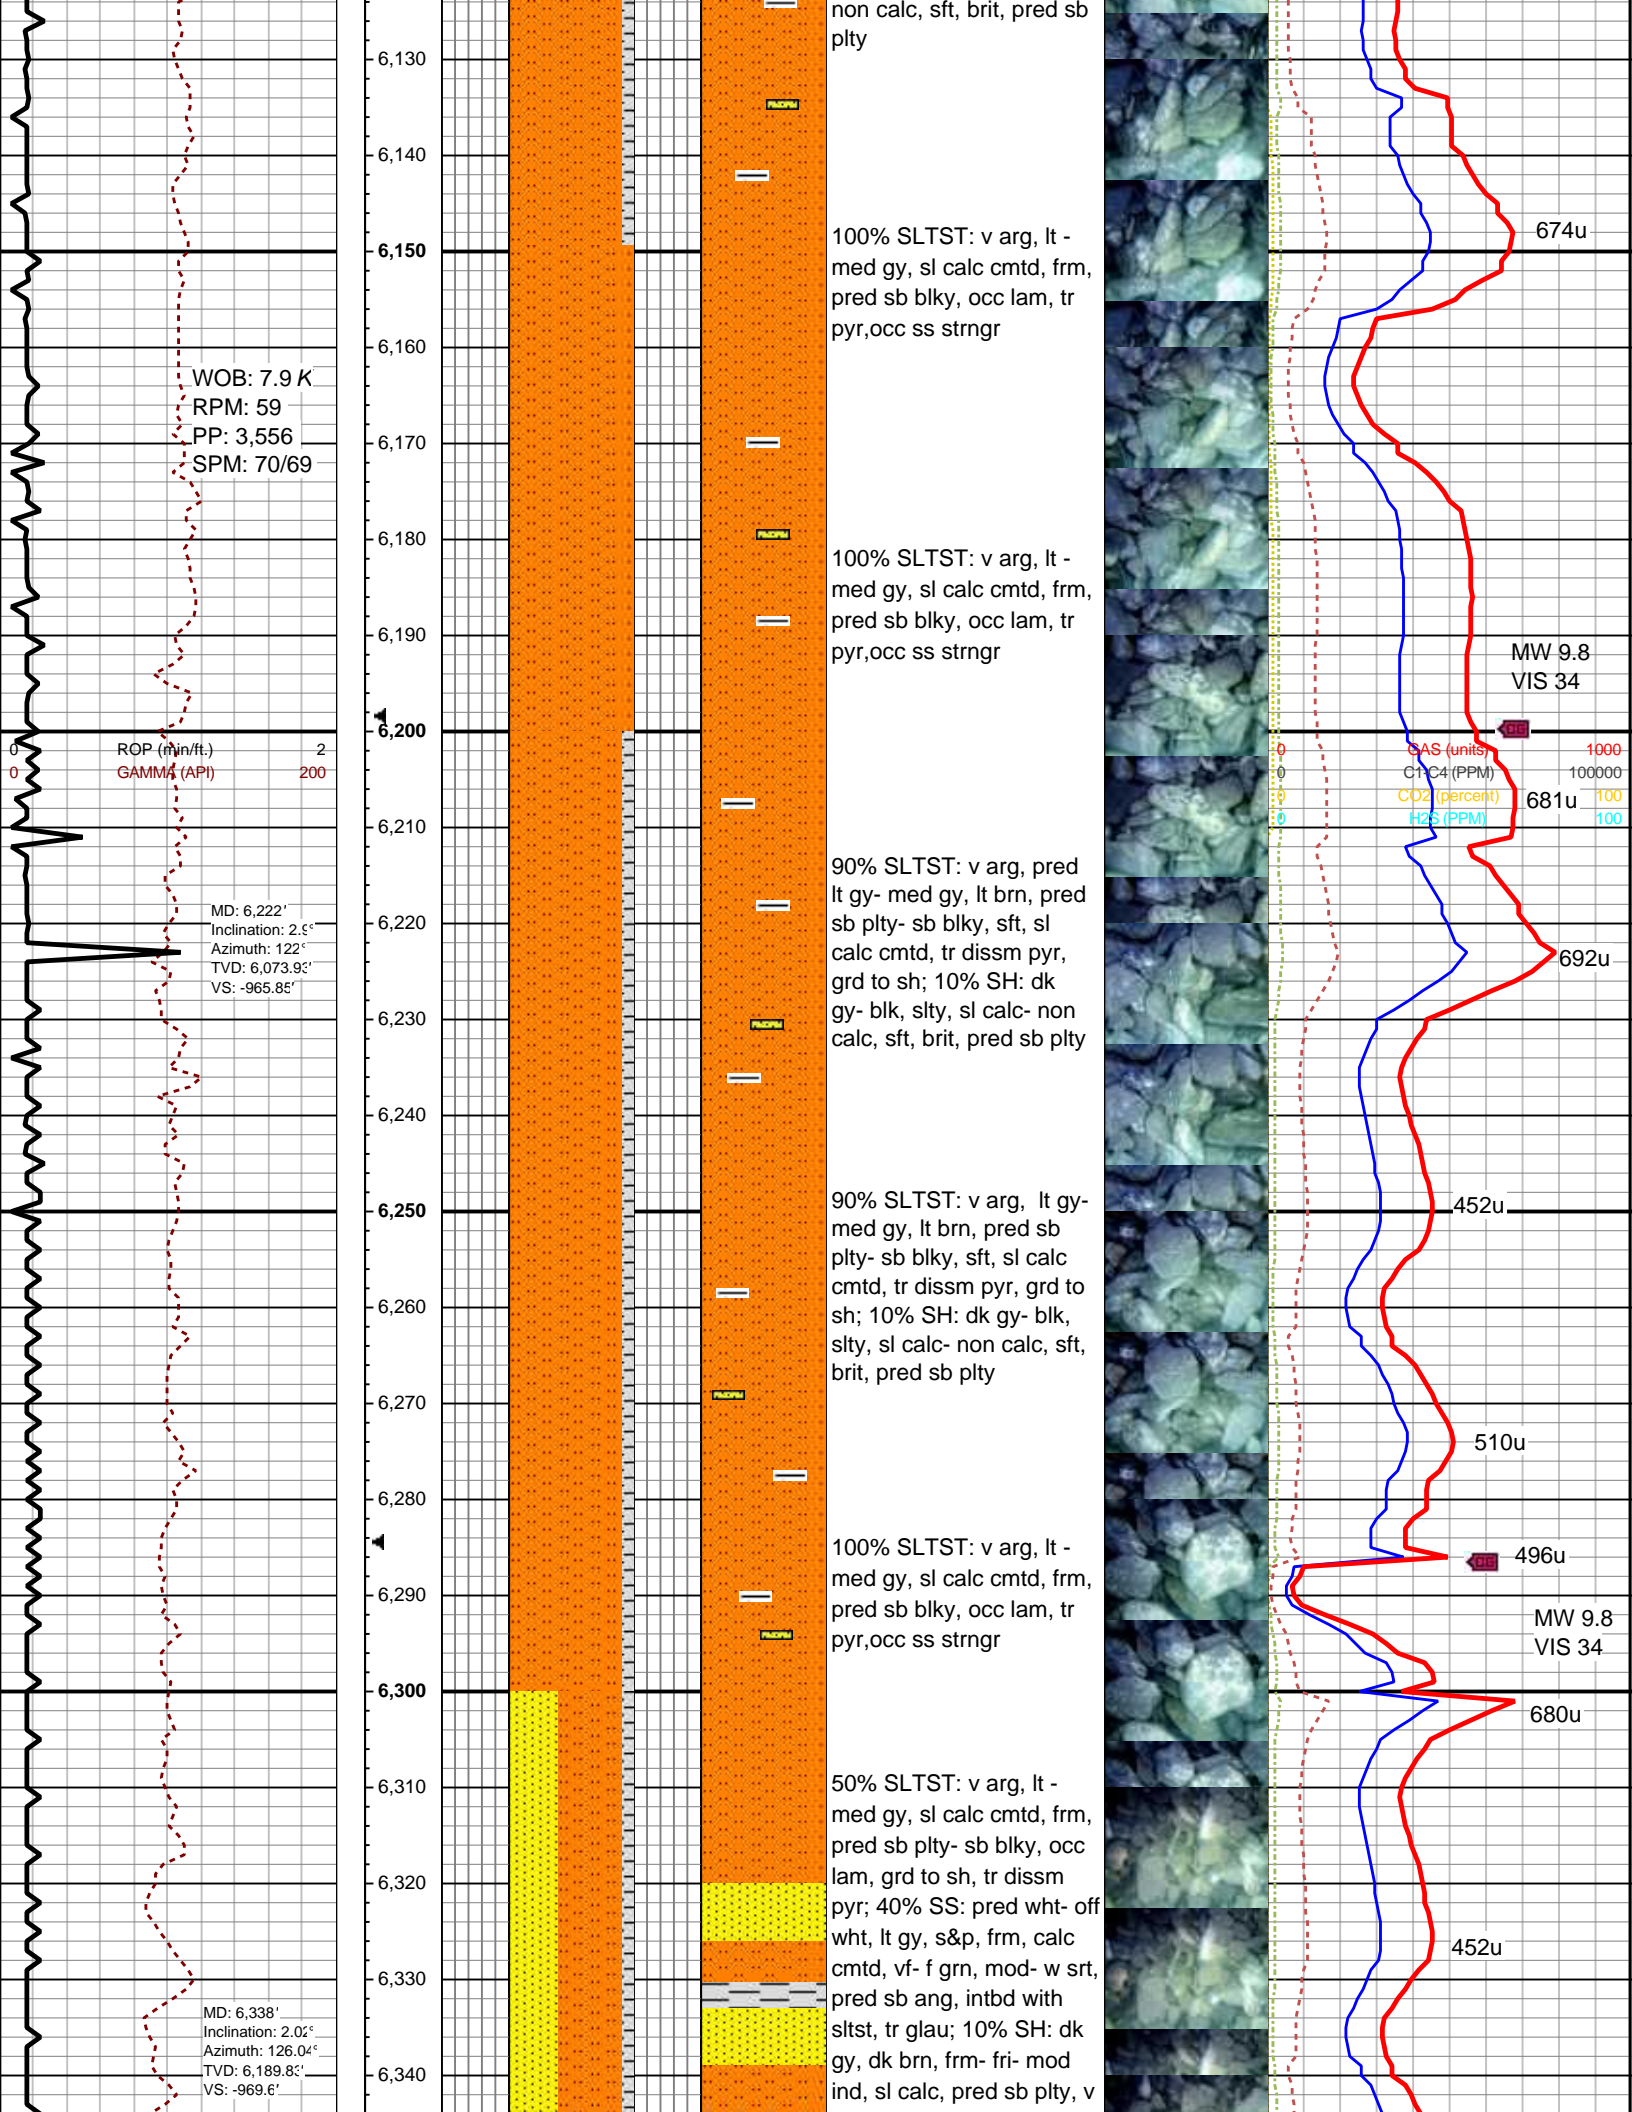 non calc, sft, brit, pred sb
plty
6,130
6,140
6,150
6,160
6,170
6,180
6,190
6,200
6,210
6,220
6,230
6,240
6,250
6,260
6,270
6,280
6,290
6,300
6,310
6,320
6,330
6,340
WOB: 7.9 K
RPM: 59
PP: 3,556
SPM: 70/69
0 ROP (min/ft.) 2
0 GAMMA (API) 200
MD: 6,222'
Azimuth: 122°
TVD: 6,073.93'
VS: -965.85'
MD: 6,338'
Inclination: 2.02°
Azimuth: 126.04°
TVD: 6,189.83'
VS: -969.6'
100% SLTST: v arg, lt -
med gy, sl calc cmtd, frm,
pred sb blky, occ lam, tr
pyr,occ ss strngr
100% SLTST: v arg, lt -
med gy, sl calc cmtd, frm,
pred sb blky, occ lam, tr
pyr,occ ss strngr
90% SLTST: v arg, pred
lt gy- med gy, lt brn, pred
sb plty- sb blky, sft, sl
calc cmtd, tr dissm pyr,
grd to sh; 10% SH: dk
gy- blk, slty, sl calc- non
calc, sft, brit, pred sb plty
90% SLTST: v arg, lt gy-
med gy, lt brn, pred sb
plty- sb blky, sft, sl calc
cmtd, tr dissm pyr, grd to
sh; 10% SH: dk gy- blk,
slty, sl calc- non calc, sft,
brit, pred sb plty
100% SLTST: v arg, lt -
med gy, sl calc cmtd, frm,
pred sb blky, occ lam, tr
pyr,occ ss strngr
50% SLTST: v arg, lt -
med gy, sl calc cmtd, frm,
pred sb plty- sb blky, occ
lam, grd to sh, tr dissm
pyr; 40% SS: pred wht- off
wht, lt gy, s&p, frm, calc
cmtd, vf- f grn, mod- w srt,
pred sb ang, intbd with
sltst, tr glau; 10% SH: dk
gy, dk brn, frm- fri- mod
ind, sl calc, pred sb plty, v
674u
MW 9.8
VIS 34
CG
0 GAS (units) 1000
0 C1-C4 (PPM) 100000
0 CO2 (percent) 100
0 H2S (PPM) 100
681u
692u
452u
510u
CG
496u
MW 9.8
VIS 34
680u
452u